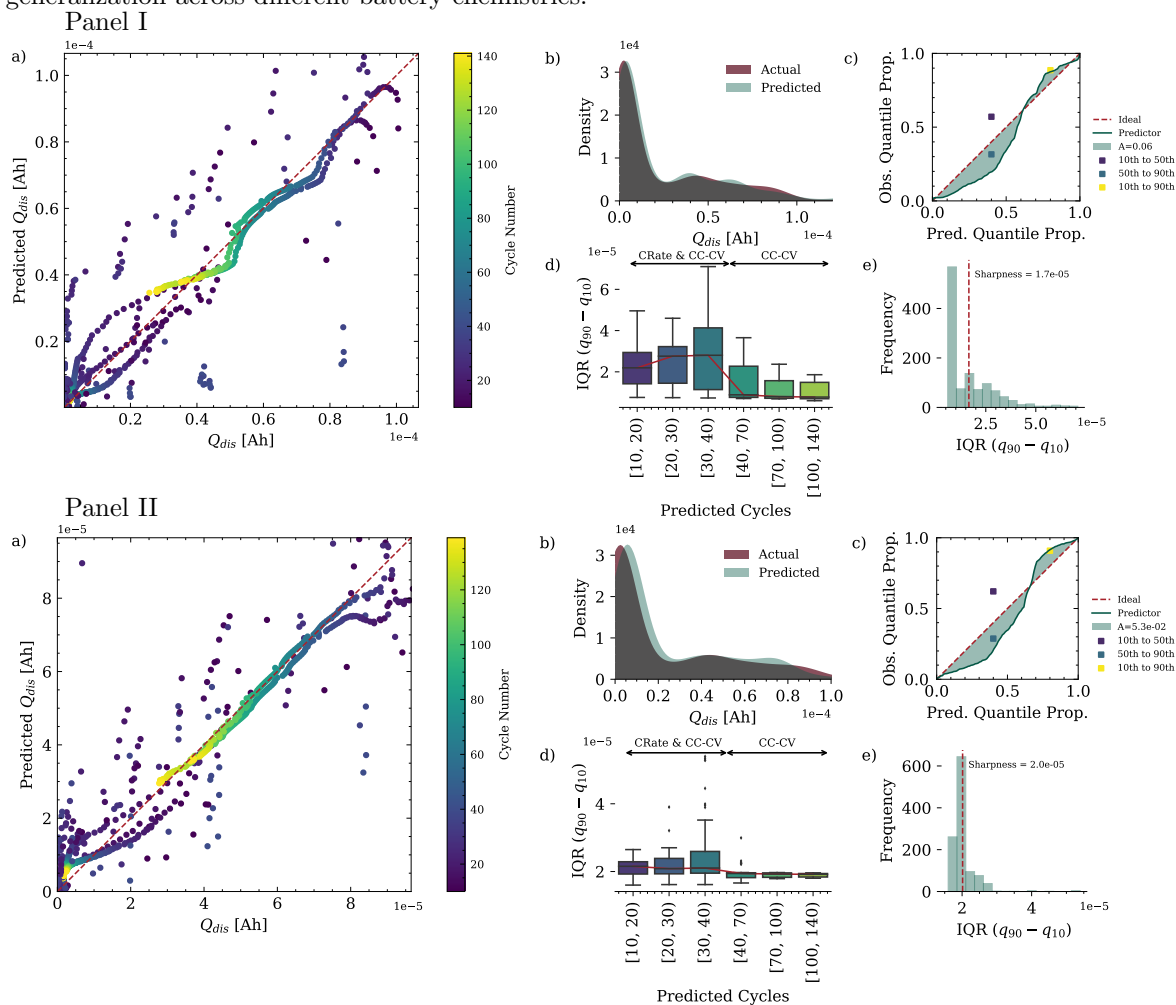 generalization across different battery chemistries.
Panel I
a)
1e−4
1.0
0.8
0.6
0.4
0.2
0.2
0.4
0.6
0.8
1.0
1e−4
Predicted Q_dis [Ah]
Q_dis [Ah]
140
120
100
80
60
40
20
Cycle Number
b)
1e4
3
2
1
0
Density
Actual
Predicted
0.0
0.5
1.0
1e−4
Q_dis [Ah]
c)
1.0
0.5
0.0
Obs. Quantile Prop.
0.0
0.5
1.0
Pred. Quantile Prop.
Ideal
Predictor
A=0.06
10th to 50th
50th to 90th
10th to 90th
d)
1e−5
CRate & CC-CV
CC-CV
6
4
2
IQR (q90 − q10)
[10, 20)
[20, 30)
[30, 40)
[40, 70)
[70, 100)
[100, 140)
Predicted Cycles
e)
Sharpness = 1.7e-05
400
200
0
Frequency
2.5
5.0
1e−5
IQR (q90 − q10)
Panel II
a)
1e−5
8
6
4
2
0
0
2
4
6
8
1e−5
Predicted Q_dis [Ah]
Q_dis [Ah]
120
100
80
60
40
20
Cycle Number
b)
1e4
3
2
1
0
Density
Actual
Predicted
0.0
0.2
0.4
0.6
0.8
1.0
1e−4
Q_dis [Ah]
c)
1.0
0.5
0.0
Obs. Quantile Prop.
0.0
0.5
1.0
Pred. Quantile Prop.
Ideal
Predictor
A=5.3e-02
10th to 50th
50th to 90th
10th to 90th
d)
1e−5
CRate & CC-CV
CC-CV
4
2
IQR (q90 − q10)
[10, 20)
[20, 30)
[30, 40)
[40, 70)
[70, 100)
[100, 140)
Predicted Cycles
e)
Sharpness = 2.0e-05
600
400
200
0
Frequency
2
4
1e−5
IQR (q90 − q10)